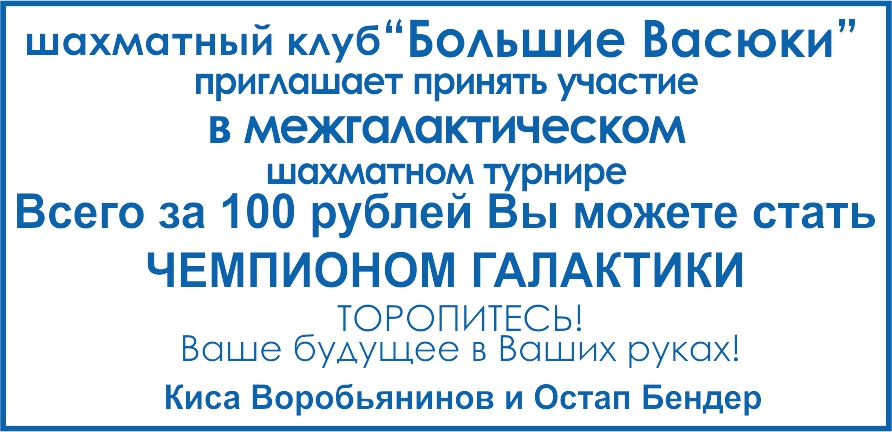 шахматный клуб “Большие Васюки”
приглашает принять участие
в межгалактическом
шахматном турнире
Всего за 100 рублей Вы можете стать
ЧЕМПИОНОМ ГАЛАКТИКИ
ТОРОПИТЕСЬ!
Ваше будущее в Ваших руках!
Киса Воробьянинов и Остап Бендер